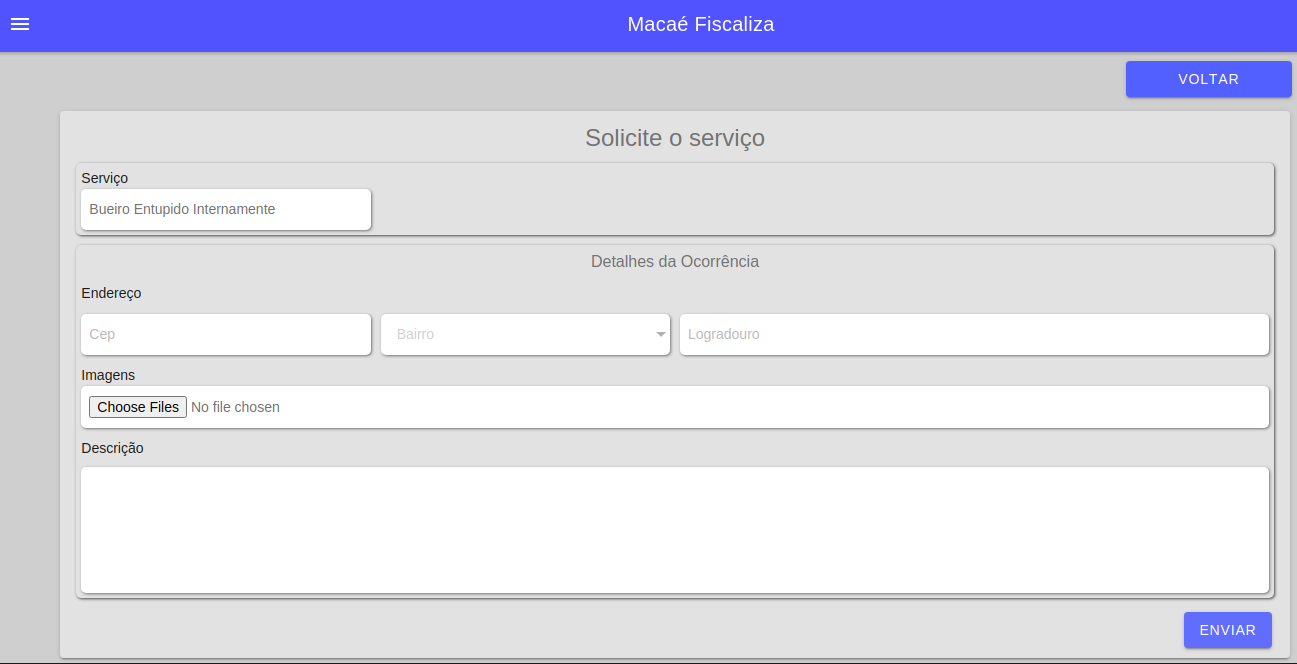 Macaé Fiscaliza
VOLTAR
Solicite o serviço
Serviço
Bueiro Entupido Internamente
Detalhes da Ocorrência
Endereço
Cep Bairro Logradouro
Imagens
Choose Files No file chosen
Descrição
ENVIAR